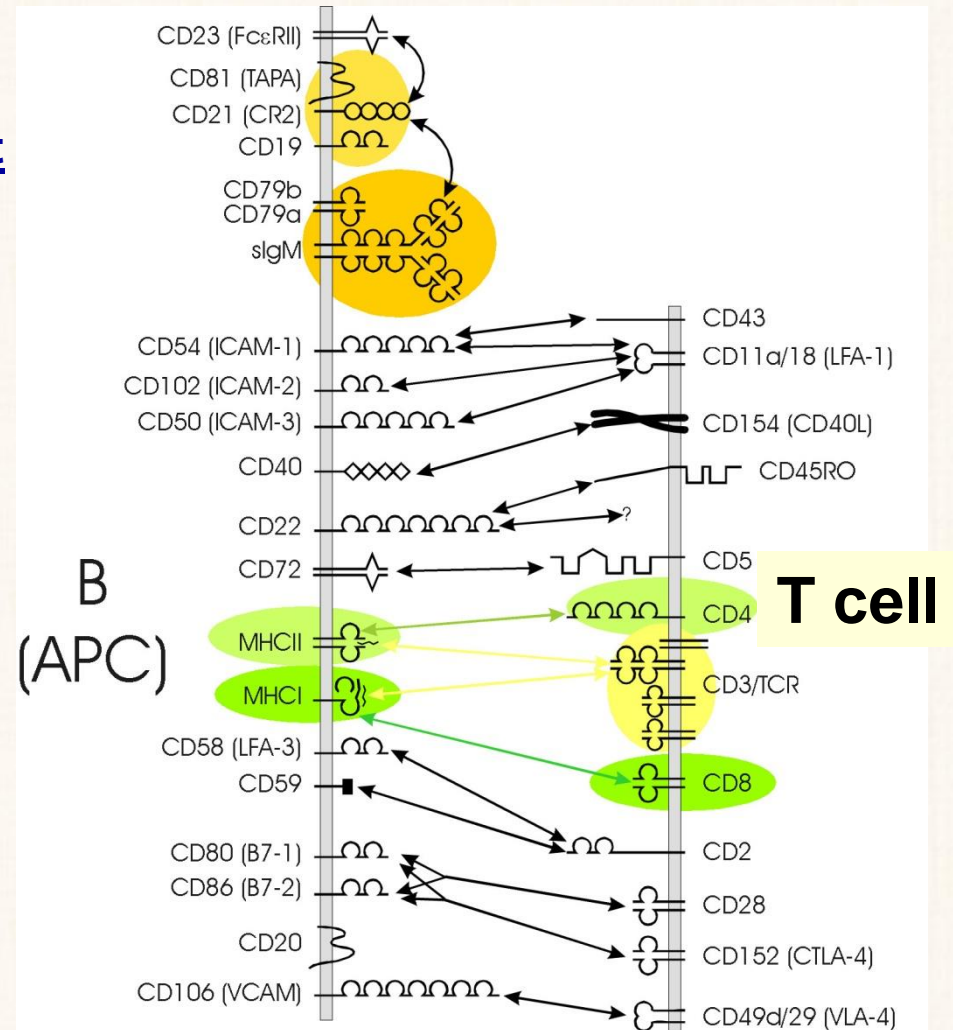 CD23 (FcεRII)
CD81 (TAPA)
CD21 (CR2)
CD19
CD79b
CD79a
sIgM
CD54 (ICAM-1)
CD102 (ICAM-2)
CD50 (ICAM-3)
CD40
CD22
CD72
B
(APC)
MHCII
MHCI
CD58 (LFA-3)
CD59
CD80 (B7-1)
CD86 (B7-2)
CD20
CD106 (VCAM)
CD43
CD11a/18 (LFA-1)
CD154 (CD40L)
CD45RO
?
CD5
T cell
CD4
CD3/TCR
CD8
CD2
CD28
CD152 (CTLA-4)
CD49d/29 (VLA-4)